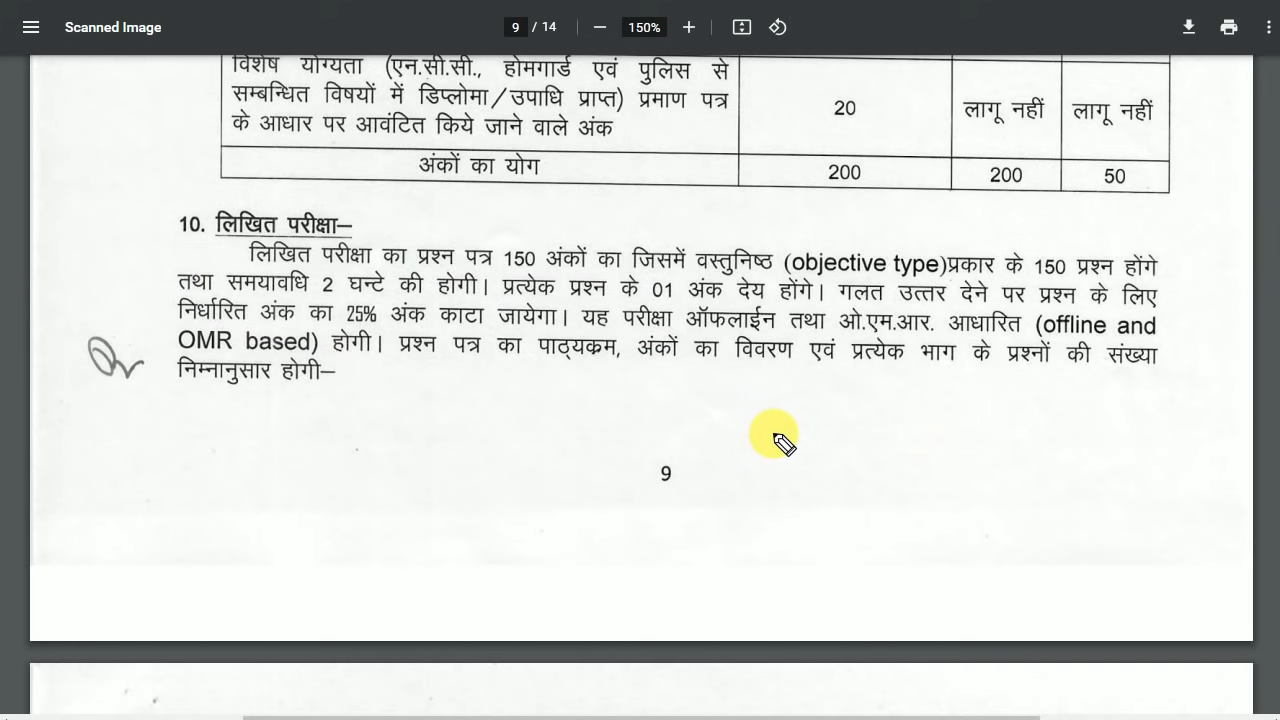 Scanned Image
9 / 14
150%
विशेष योग्यता (एन.सी.सी., होमगार्ड एवं पुलिस से
सम्बन्धित विषयों में डिप्लोमा/उपाधि प्राप्त) प्रमाण पत्र
के आधार पर आवंटित किये जाने वाले अंक
20
लागू नहीं
लागू नहीं
अंकों का योग
200
200
50
10. लिखित परीक्षा–
लिखित परीक्षा का प्रश्न पत्र 150 अंकों का जिसमें वस्तुनिष्ठ (objective type)प्रकार के 150 प्रश्न होंगे
तथा समयावधि 2 घन्टे की होगी। प्रत्येक प्रश्न के 01 अंक देय होंगे। गलत उत्तर देने पर प्रश्न के लिए
निर्धारित अंक का 25% अंक काटा जायेगा। यह परीक्षा ऑफलाईन तथा ओ.एम.आर. आधारित (offline and
OMR based) होगी। प्रश्न पत्र का पाठ्यक्रम, अंकों का विवरण एवं प्रत्येक भाग के प्रश्नों की संख्या
निम्नानुसार होगी–
9